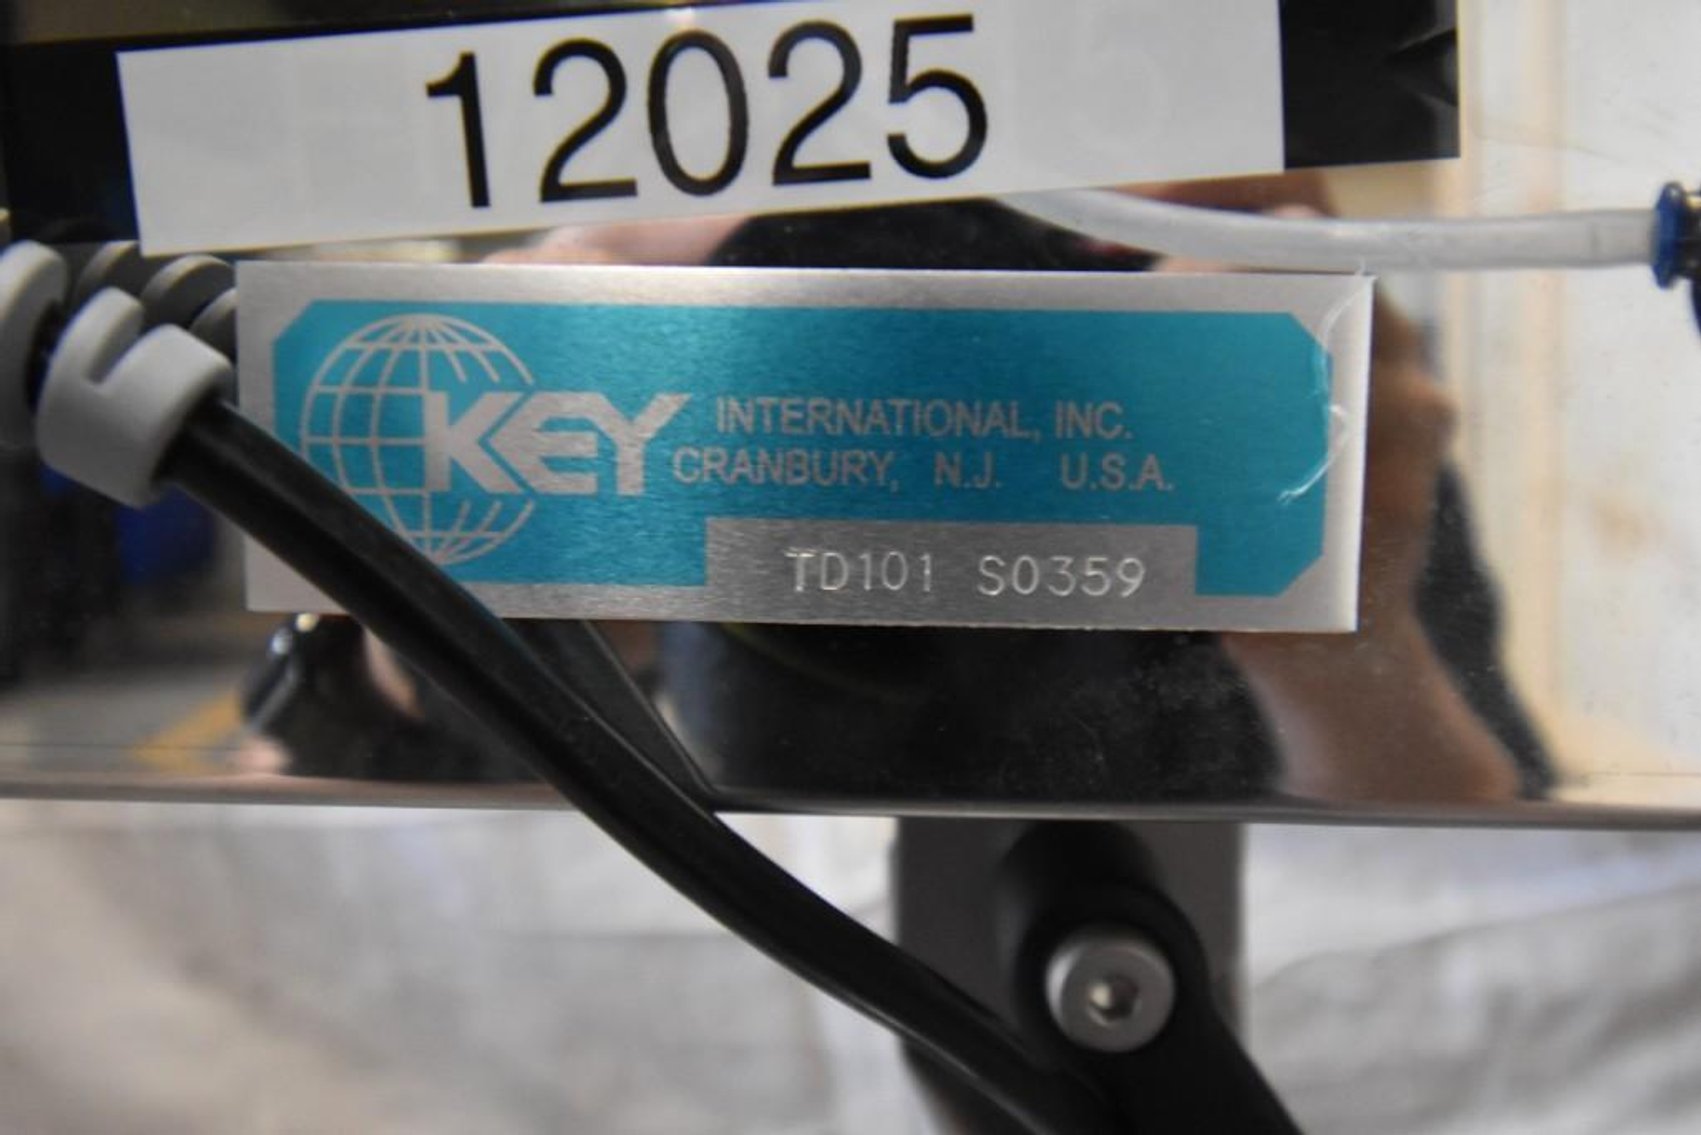 12025
KEY INTERNATIONAL, INC.
CRANBURY, N.J. U.S.A.
TD101 S0359